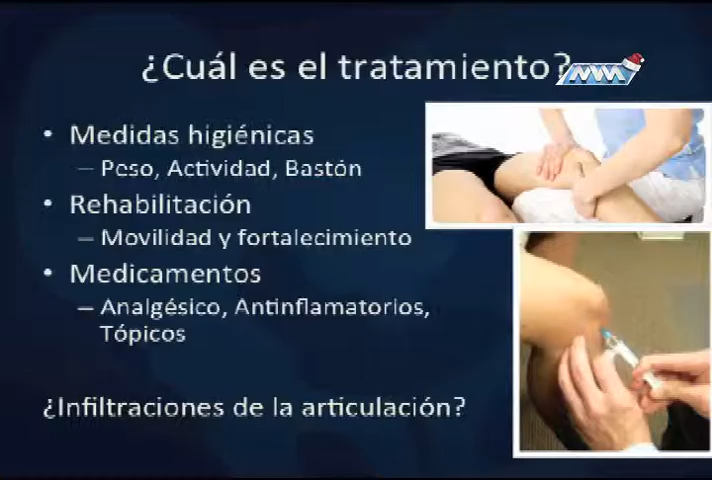 ¿Cuál es el tratamiento?
• Medidas higiénicas
– Peso, Actividad, Bastón
• Rehabilitación
– Movilidad y fortalecimiento
• Medicamentos
– Analgésico, Antinflamatorios,
Tópicos
¿Infiltraciones de la articulación?